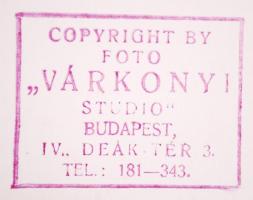 COPYRIGHT BY
FOTO
„VÁRKONYI
STUDIO"
BUDAPEST,
IV., DEÁK-TÉR 3.
TEL.: 181—343.